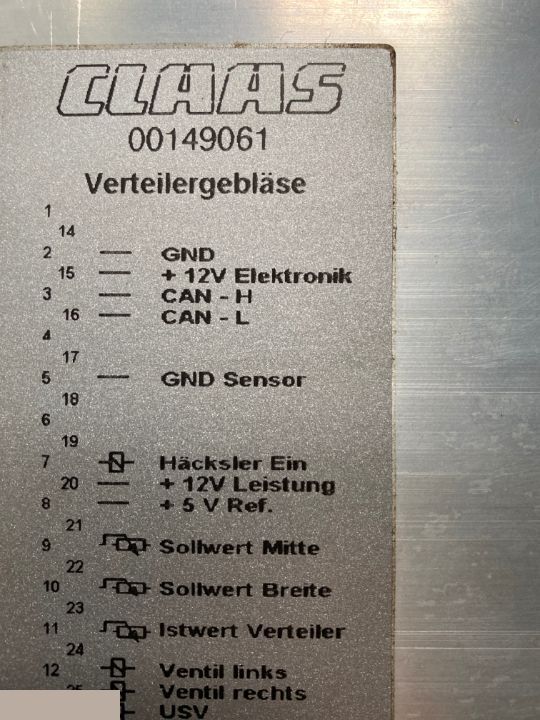 CLAAS
00149061
Verteilergebläse
1
14
2 GND
15 + 12V Elektronik
3 CAN - H
16 CAN - L
4
17
5 GND Sensor
18
6
19
7 Häcksler Ein
20 + 12V Leistung
8 + 5 V Ref.
21
9 Sollwert Mitte
22
10 Sollwert Breite
23
11 Istwert Verteiler
24
12 Ventil links
Ventil rechts
USV